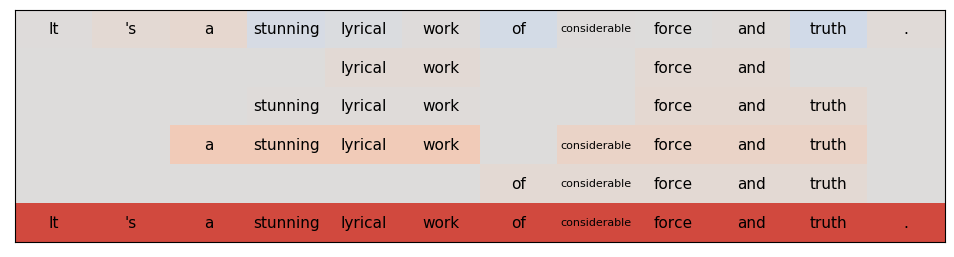 It 's a stunning lyrical work of considerable force and truth .
lyrical work force and
stunning lyrical work force and truth
a stunning lyrical work considerable force and truth
of considerable force and truth
It 's a stunning lyrical work of considerable force and truth .